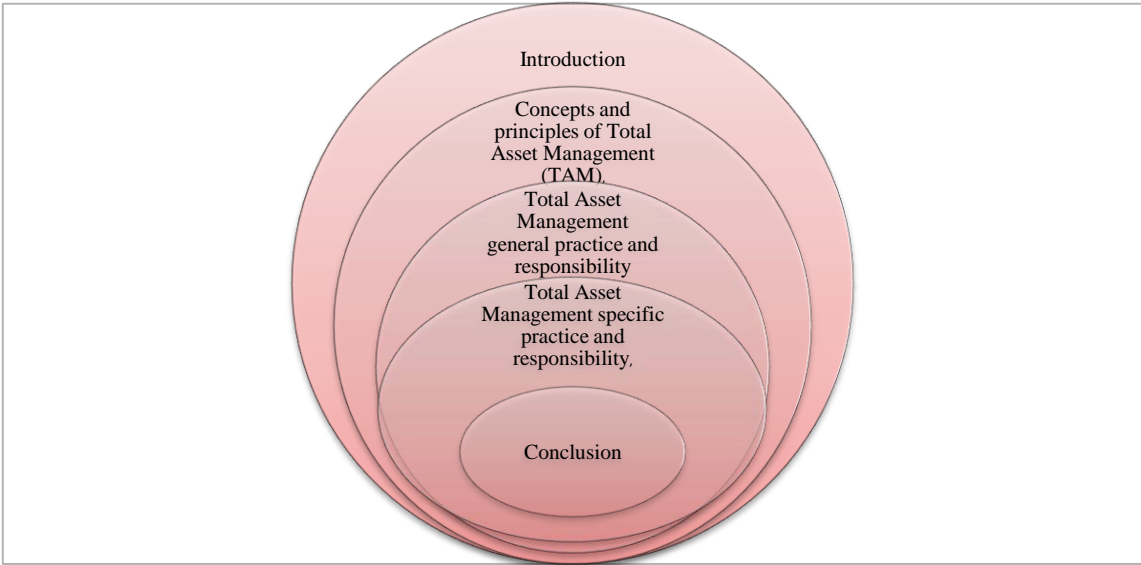 Introduction
Concepts and
principles of Total
Asset Management
(TAM),
Total Asset
Management
general practice and
responsibility
Total Asset
Management specific
practice and
responsibility,
Conclusion